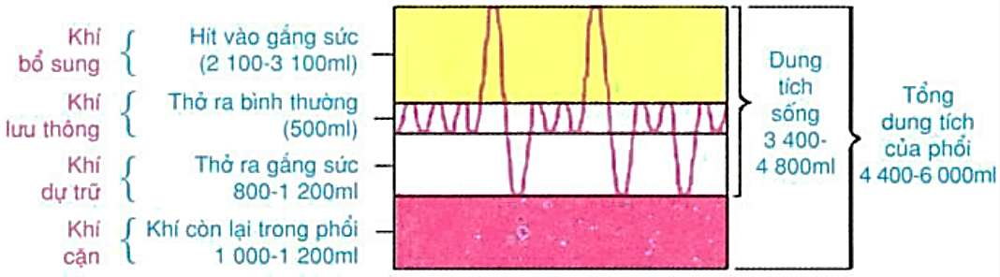 Khí
bổ sung
Hít vào gắng sức
(2 100-3 100ml)
Khí
lưu thông
Thở ra bình thường
(500ml)
Khí
dự trữ
Thở ra gắng sức
800-1 200ml
Khí
cặn
Khí còn lại trong phổi
1 000-1 200ml
Dung
tích
sống
3 400-
4 800ml
Tổng
dung tích
của phổi
4 400-6 000ml